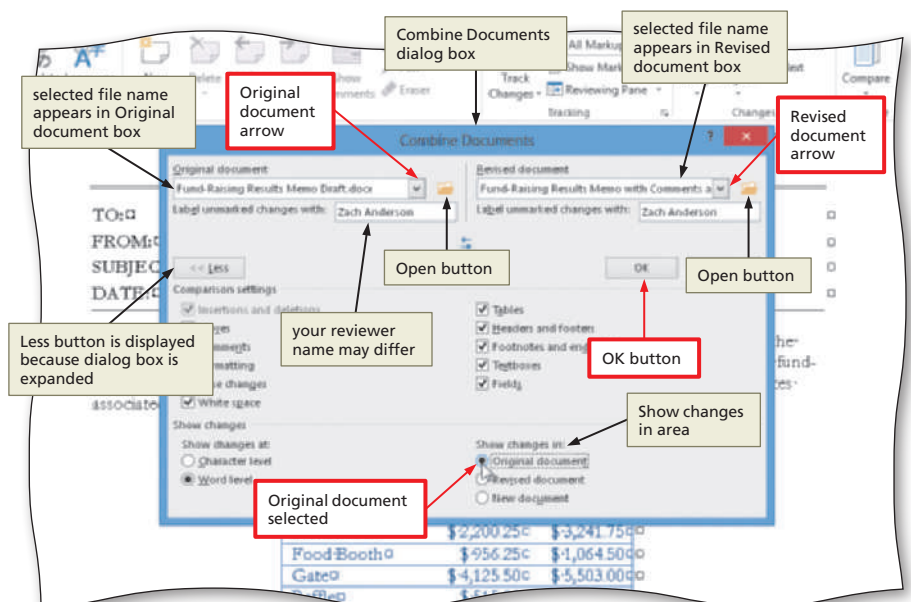 Combine Documents
dialog box
selected file name
appears in Revised
document box
All Markup
Show Mark
Reviewing Pane
Tracking
Track
Changes
Delete
Show
Eraser
Changes
Compare
selected file name
appears in Original
document box
Original
document
arrow
Revised
document
arrow
Combine Documents
?
Original document
Fund-Raising Results Memo Draft.docx
Label unmarked changes with:
Zach Anderson
Revised document
Fund-Raising Results Memo with Comments a
Label unmarked changes with:
Zach Anderson
TO:¤
FROM:¤
SUBJEC
DATE:¤
<< Less
Open button
OK
Open button
Comparison settings
Insertions and deletions
White space
Tables
Headers and footers
Footnotes and en
Textboxes
Fields
Less button is displayed
because dialog box is
expanded
your reviewer
name may differ
OK button
the·
fund-
associate
Show changes
Show changes at:
Character level
Word level
Show changes in:
Original document
Revised document
New document
Show changes
in area
Original document
selected
$·2,200.25¤ $·3,241.75¤
Food·Booth¤ $·956.25¤ $·1,064.50¤
Gate¤ $·4,125.50¤ $·5,503.00¤